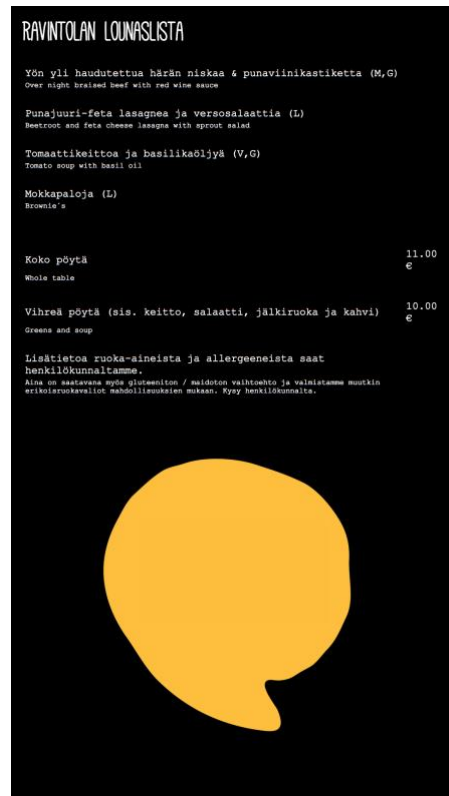 RAVINTOLAN LOUNASLISTA
Yön yli haudutettua härän niskaa & punaviinikastiketta (M,G)
Over night braised beef with red wine sauce
Punajuuri-feta lasagnea ja versosalaattia (L)
Beetroot and feta cheese lasagna with sprout salad
Tomaattikeittoa ja basilikaöljyä (V,G)
Tomato soup with basil oil
Mokkapaloja (L)
Brownie´s
Koko pöytä 11.00
€
Whole table
Vihreä pöytä (sis. keitto, salaatti, jälkiruoka ja kahvi) 10.00
€
Greens and soup
Lisätietoa ruoka-aineista ja allergeeneista saat
henkilökunnaltamme.
Aina on saatavana myös gluteeniton / maidoton vaihtoehto ja valmistamme muutkin
erikoisruokavaliot mahdollisuuksien mukaan. Kysy henkilökunnalta.